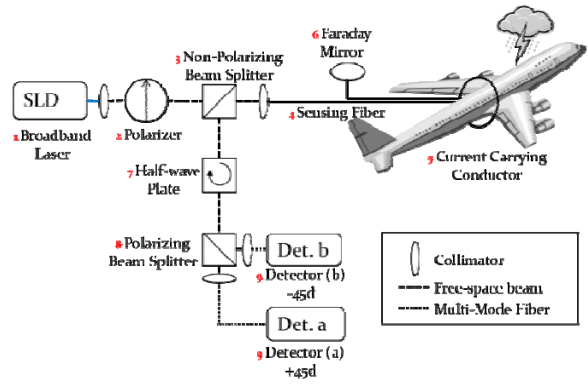 6 Faraday
Mirror
3 Non-Polarizing
Beam Splitter
SLD
1 Broadband
Laser
2 Polarizer
4 Sensing Fiber
5 Current Carrying
Conductor
7 Half-wave
Plate
8 Polarizing
Beam Splitter
Det. b
9 Detector (b)
-45d
Det. a
9 Detector (a)
+45d
Collimator
Free-space beam
Multi-Mode Fiber